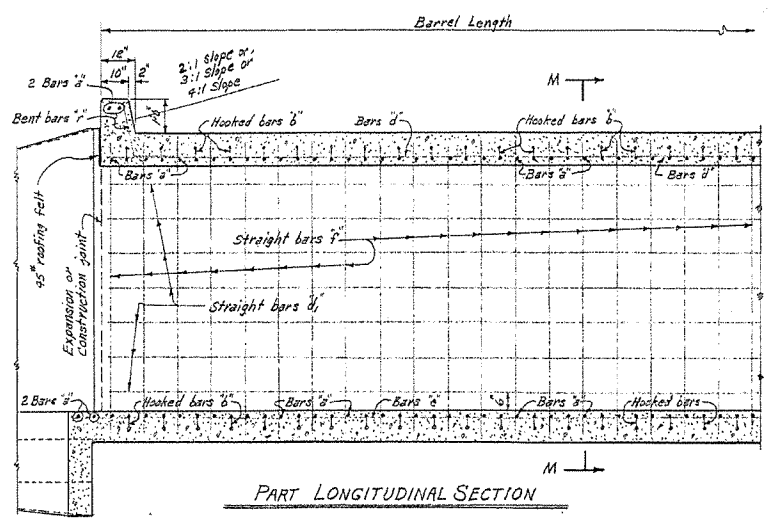 Barrel Length
12"
10"
2"
2:1 slope or,
3:1 slope or
4:1 slope
M
2 Bars "a"
Bent bars "r"
Hooked bars "b"
Bars "d"
Hooked bars "b"
Bars "a"
Bars "a"
Bars "d"
45# roofing felt
Expansion or
Construction joint
Straight bars "f"
Straight bars "d1"
2 Bars "a"
Hooked bars "b"
Bars "a"
Bars "e"
Bars "a"
Hooked bars
M
PART LONGITUDINAL SECTION